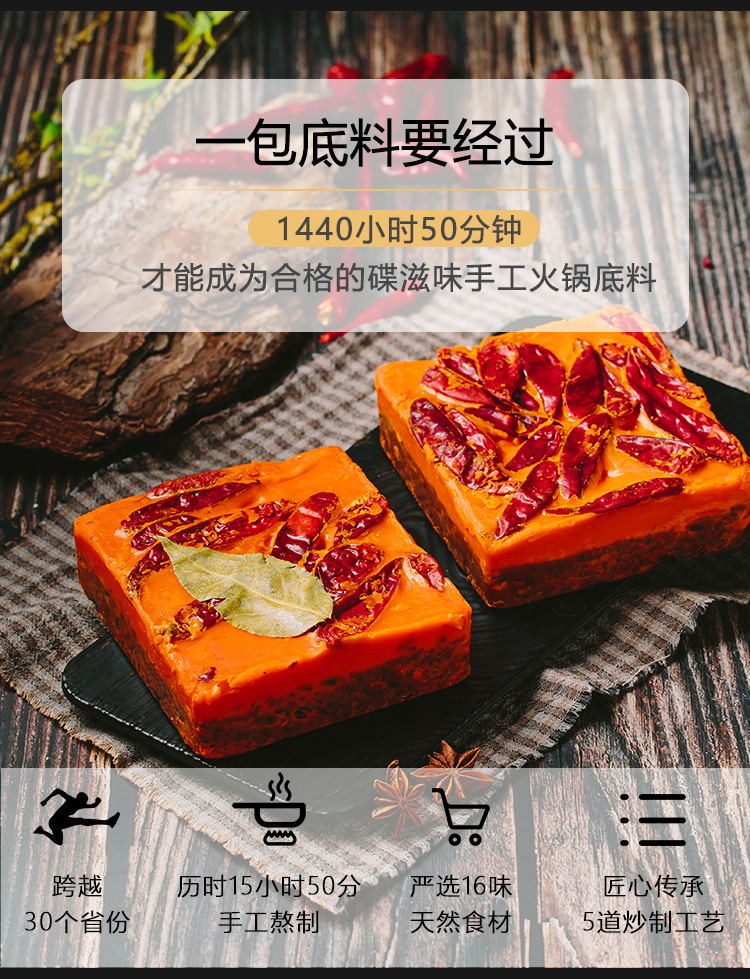 一包底料要经过
1440小时50分钟
才能成为合格的碟滋味手工火锅底料
跨越
30个省份
历时15小时50分
手工熬制
严选16味
天然食材
匠心传承
5道炒制工艺